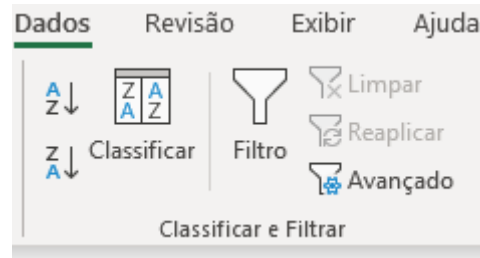 Dados Revisão Exibir Ajuda
A Z
Z A A Z
Z A
Classificar
Filtro
Limpar
Reaplicar
Avançado
Classificar e Filtrar